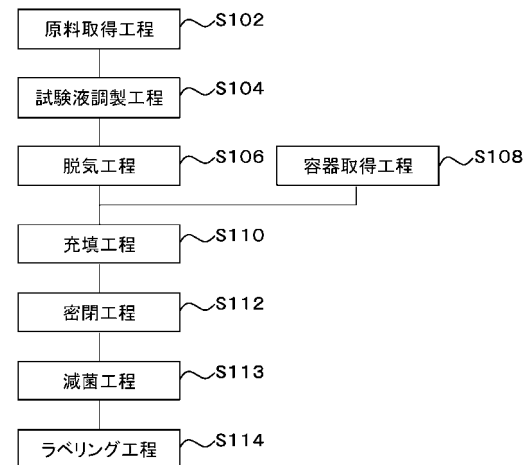 原料取得工程 S102
試験液調製工程 S104
脱気工程 S106 容器取得工程 S108
充填工程 S110
密閉工程 S112
減菌工程 S113
ラベリング工程 S114